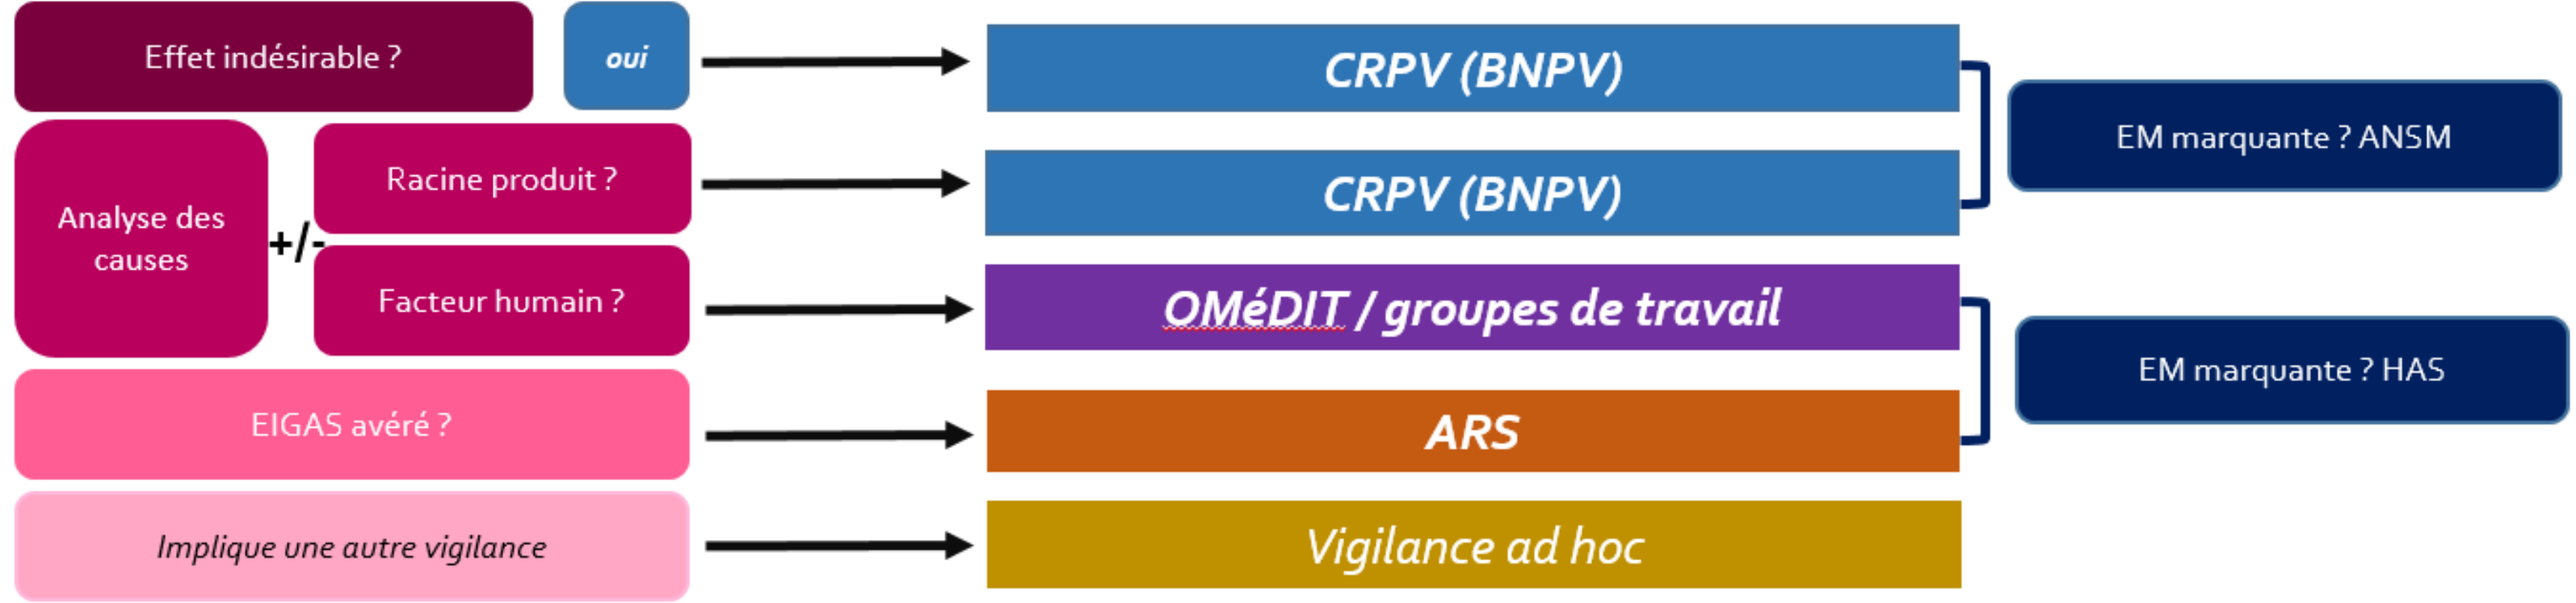 Effet indésirable ?
oui
CRPV (BNPV)
EM marquante ? ANSM
Analyse des
causes
+/-
Racine produit ?
CRPV (BNPV)
Facteur humain ?
OMéDIT / groupes de travail
EM marquante ? HAS
EIGAS avéré ?
ARS
Implique une autre vigilance
Vigilance ad hoc